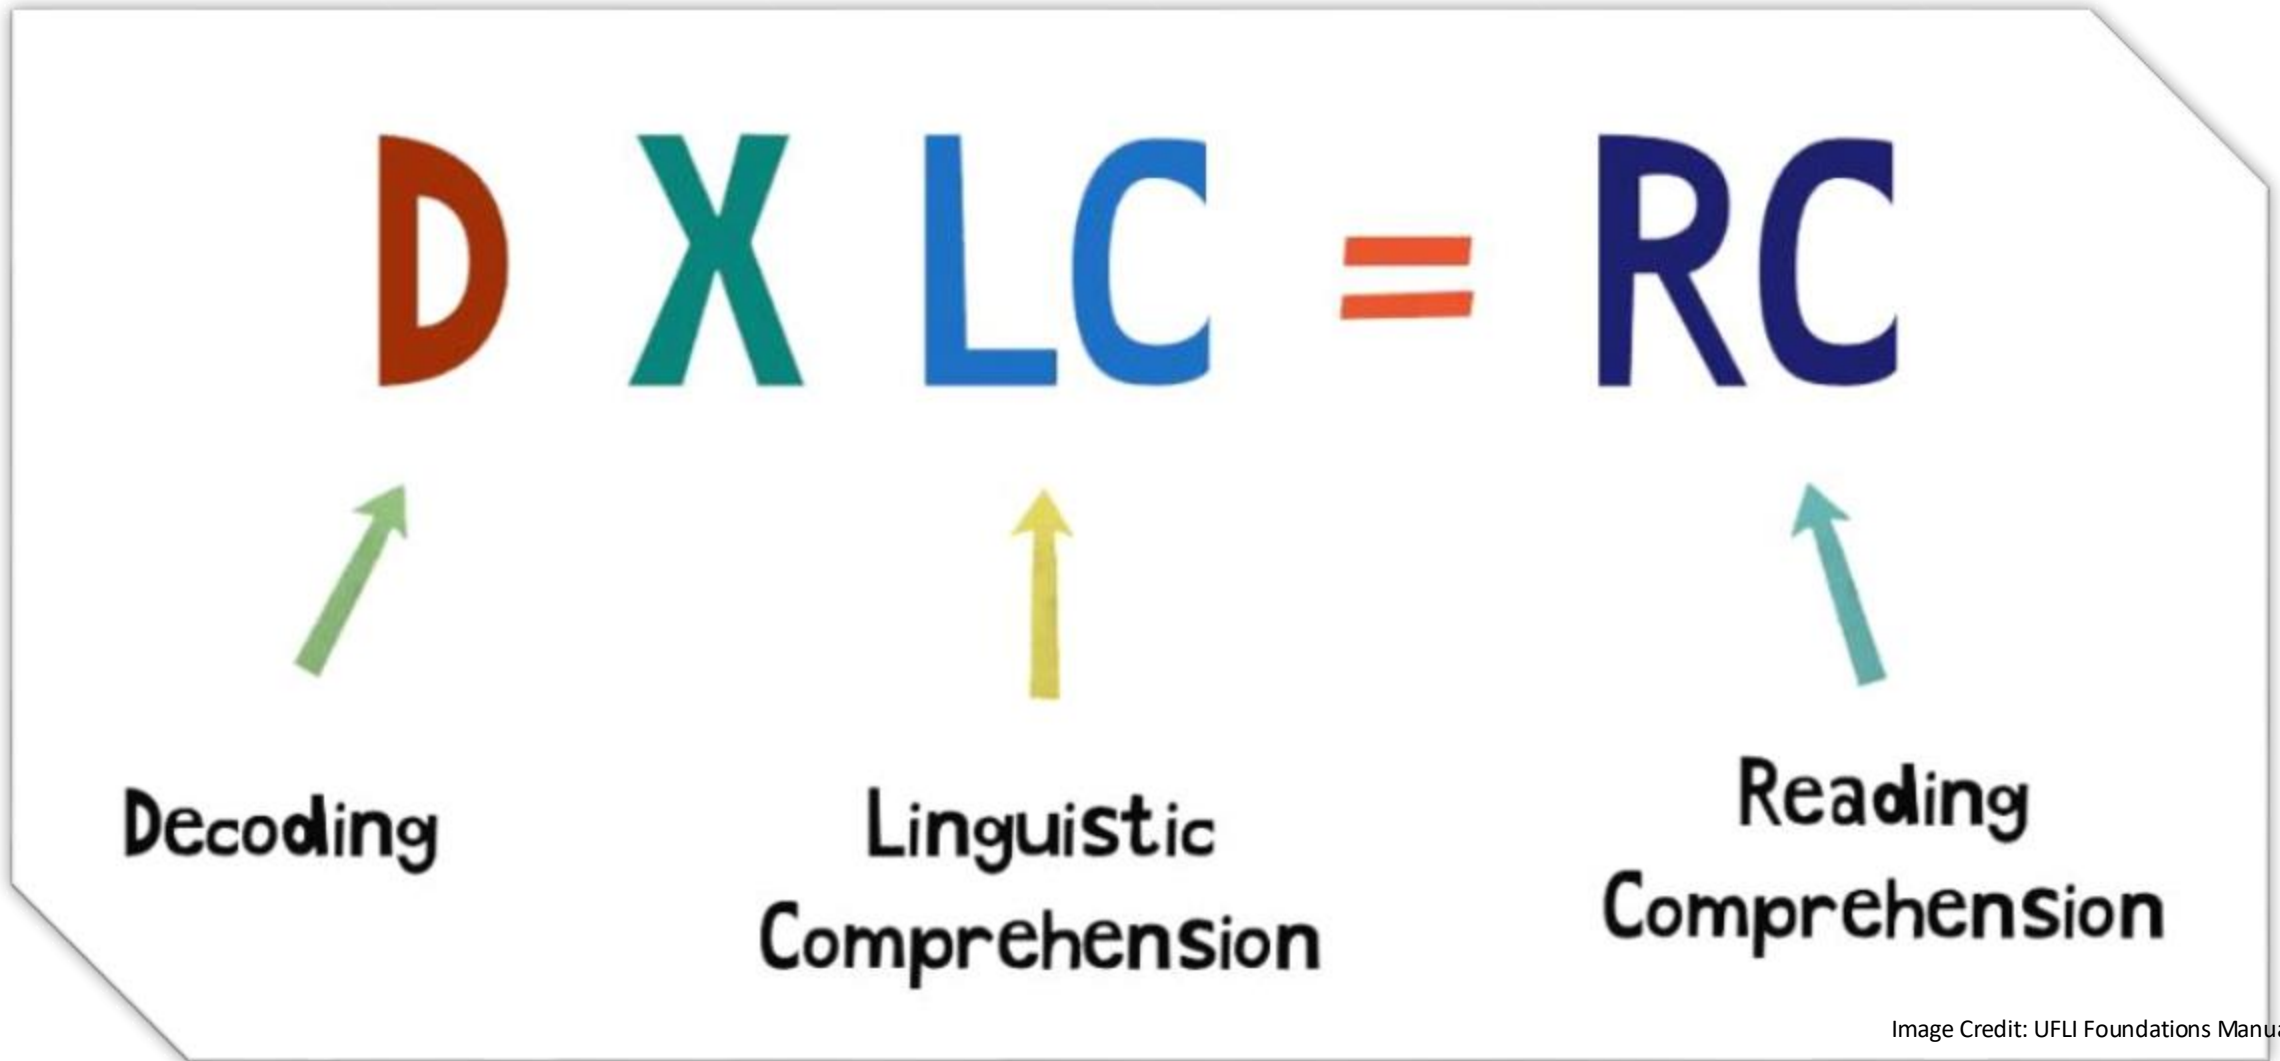 D X LC = RC
Decoding
Linguistic
Comprehension
Reading
Comprehension
Image Credit: UFLI Foundations